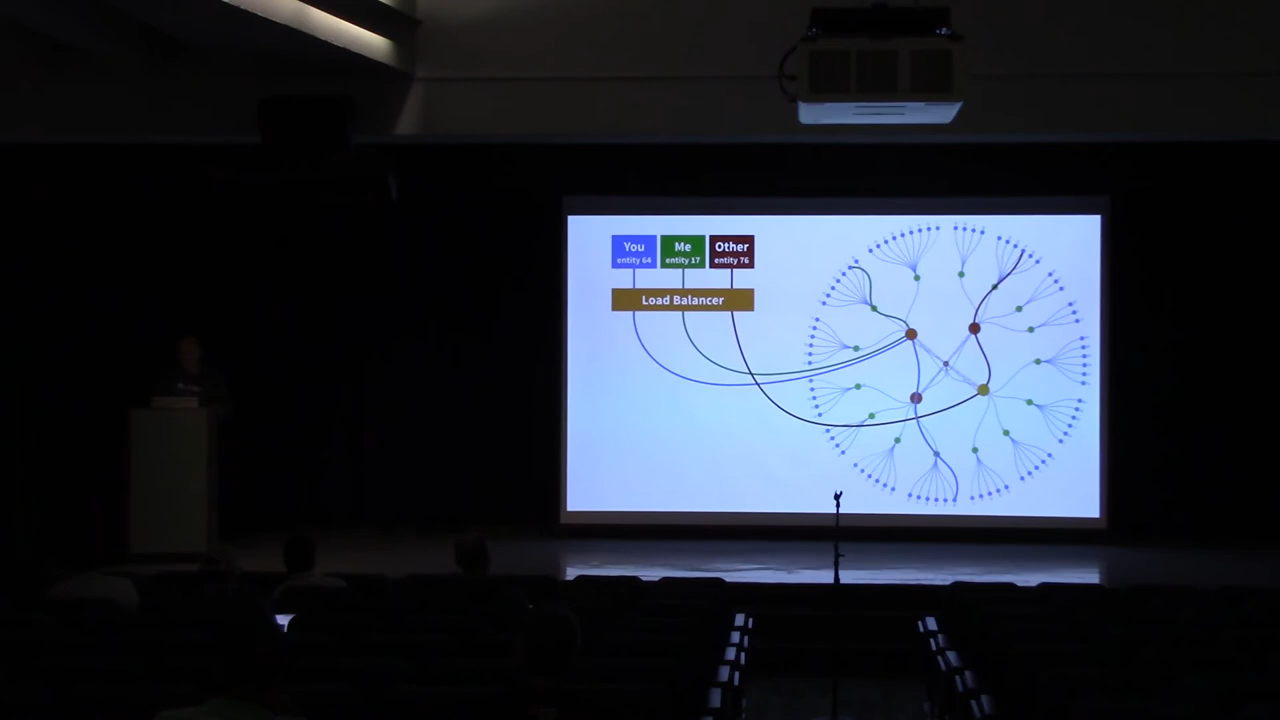 You
entity 64
Me
entity 17
Other
entity 76
Load Balancer